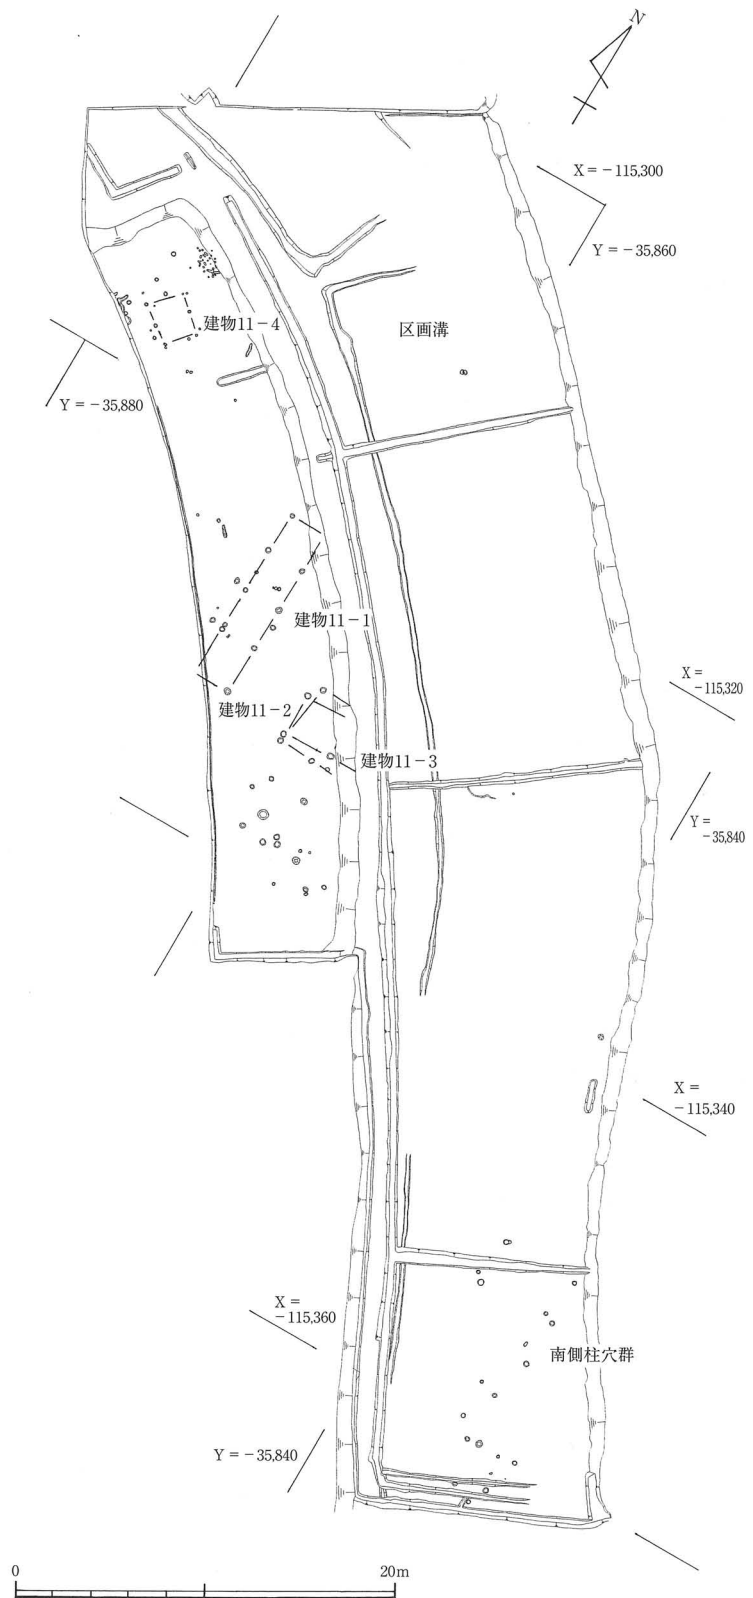 N
X = -115,300
Y = -35,860
建物11-4
区画溝
Y = -35,880
建物11-1
X =
-115,320
建物11-2
建物11-3
Y =
-35,840
X =
-115,340
X =
-115,360
南側柱穴群
Y = -35,840
0
20m